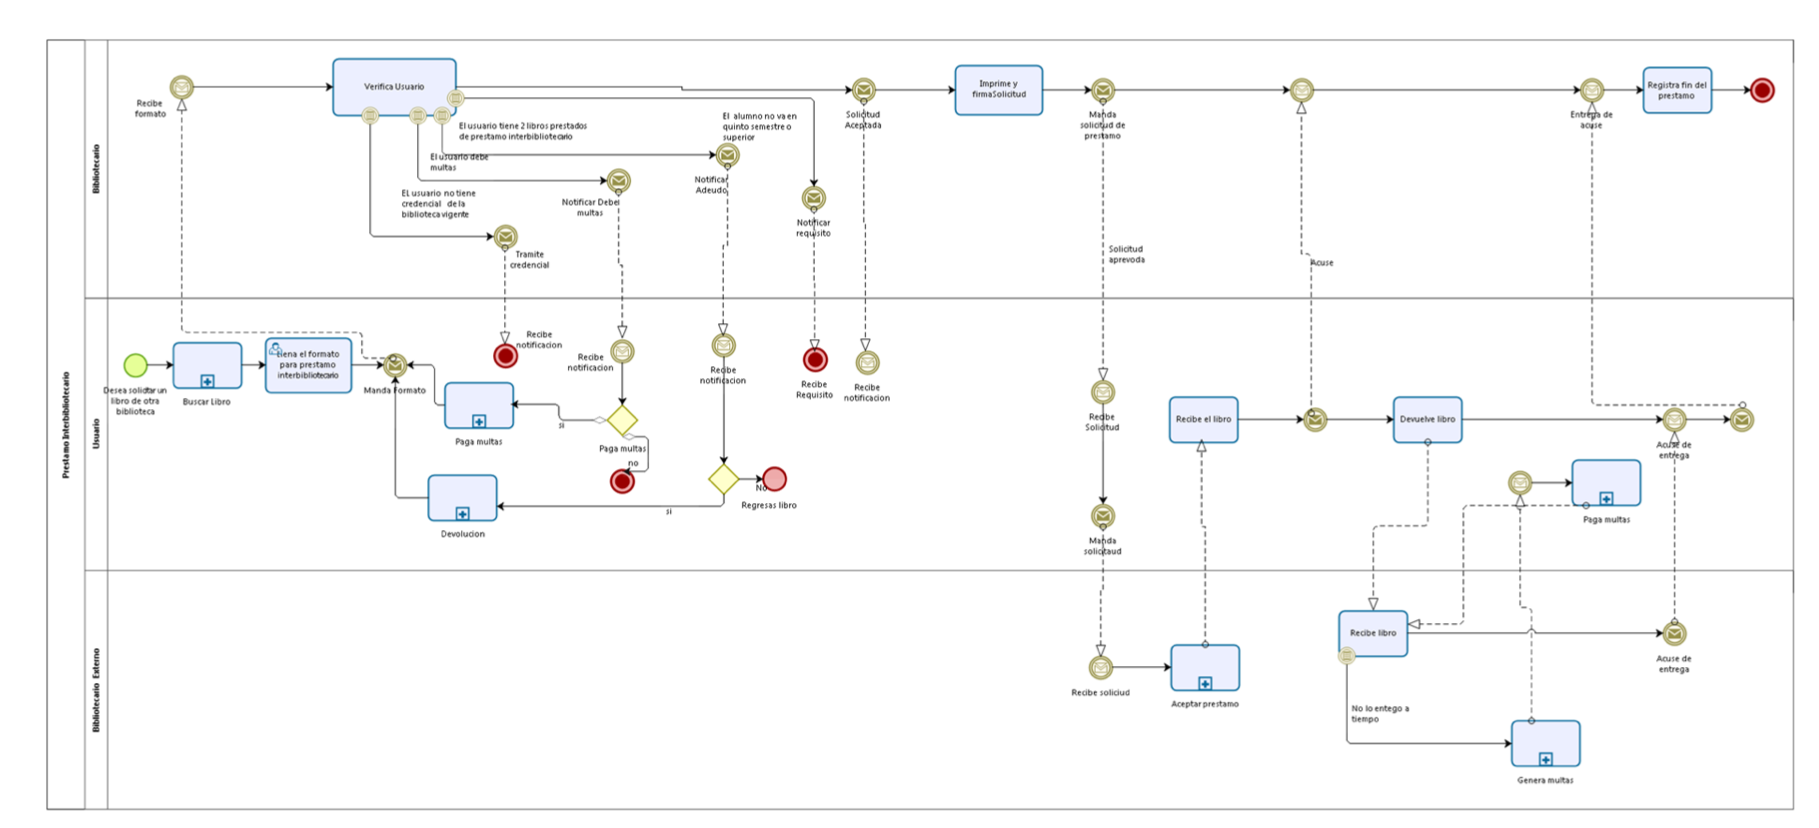 Prestamo Interbibliotecario
Bibliotecario
Recibe
formato
Verifica Usuario
El usuario tiene 2 libros prestados
de prestamo interbibliotecario
El usuario debe
multas
EL usuario no tiene
credencial de la
biblioteca vigente
Tramite
credencial
Notificar Debe
multas
El alumno no va en
quinto semestre o
superior
Notificar
Adeudo
Notificar
requisito
Solicitud
Aceptada
Imprime y
firmaSolicitud
Manda
solicitud de
prestamo
Solicitud
aprevoda
Acuse
Entrega de
acuse
Registra fin del
prestamo
Usuario
Desea solicitar un
libro de otra
biblioteca
Buscar Libro
Llena el formato
para prestamo
interbibliotecario
Manda Formato
Recibe
notificacion
Recibe
notificacion
Recibe
notificacion
Recibe
Requisito
Recibe
notificacion
Paga multas
si
Paga multas
no
Devolucion
si
No
Regresas libro
Recibe
Solicitud
Manda
solicitaud
Recibe el libro
Devuelve libro
Acuse de
entrega
Paga multas
Bibliotecario Externo
Recibe soliciud
Aceptar prestamo
Recibe libro
No lo entego a
tiempo
Genera multas
Acuse de
entrega